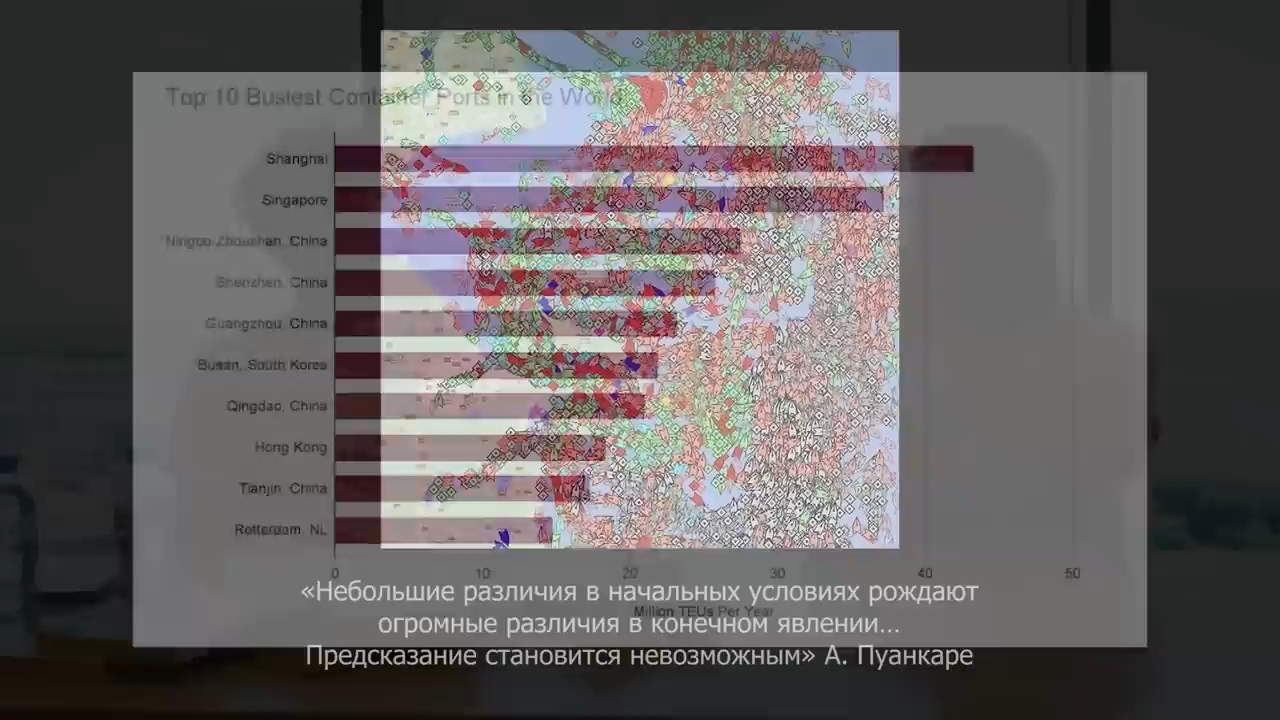 Top 10 Busiest Container Ports in the World
Shanghai
Singapore
Ningbo-Zhoushan, China
Shenzhen, China
Guangzhou, China
Busan, South Korea
Qingdao, China
Hong Kong
Tianjin, China
Rotterdam, NL
0 10 20 30 40 50
Million TEUs Per Year
«Небольшие различия в начальных условиях рождают
огромные различия в конечном явлении...
Предсказание становится невозможным» А. Пуанкаре